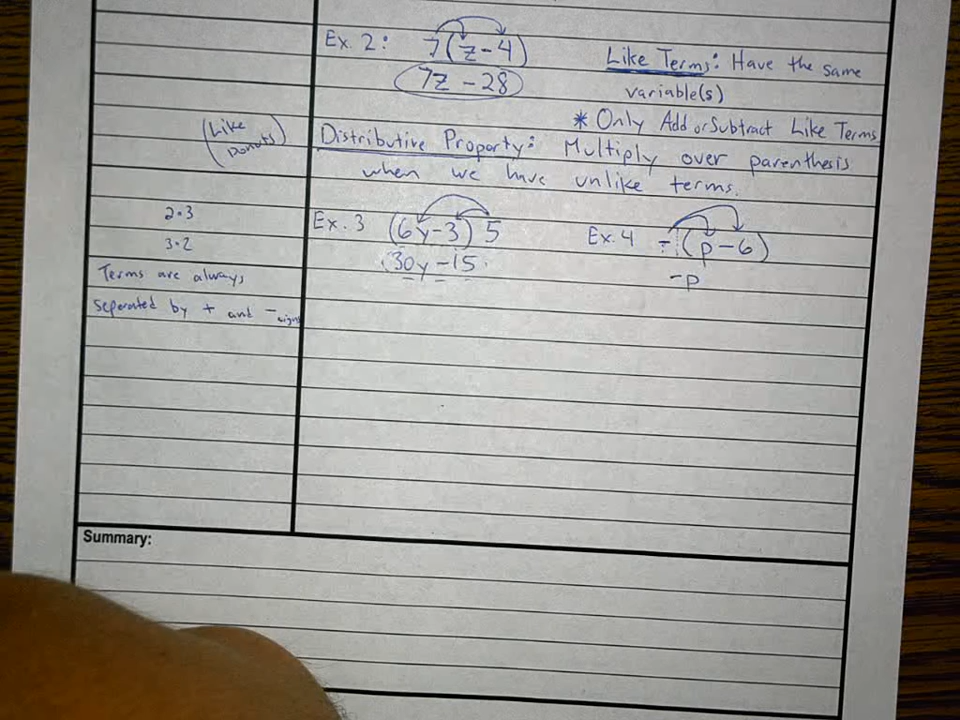 Ex. 2: 7(z-4)
7z - 28
Like Terms: Have the same
variable(s)
* Only Add or Subtract Like Terms
(Like
Donuts)
Distributive Property: Multiply over parenthesis
when we have unlike terms.
2·3
3·2
Terms are always
seperated by + and - signs
Ex. 3 (6y-3)5
30y - 15
Ex. 4 -(p-6)
-p
Summary: